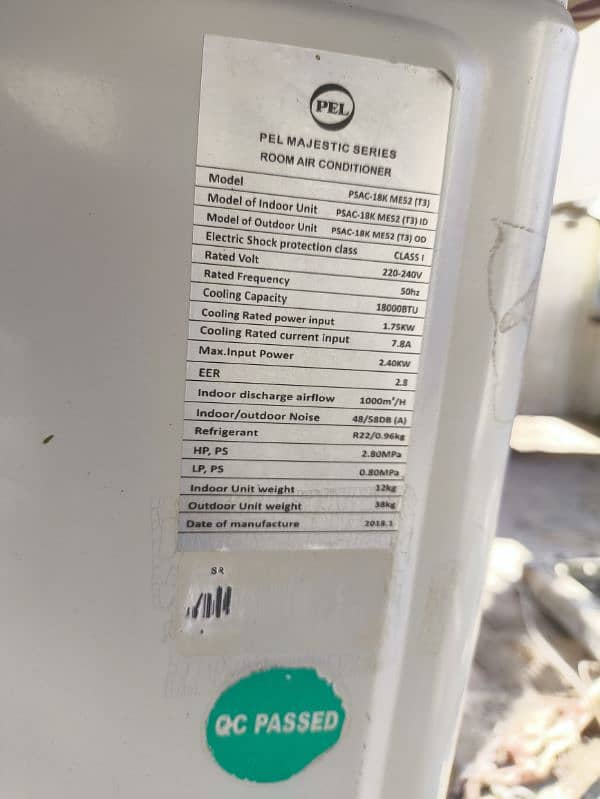 PEL
PEL MAJESTIC SERIES
ROOM AIR CONDITIONER
Model PSAC-18K ME52 (T3)
Model of Indoor Unit PSAC-18K ME52 (T3) ID
Model of Outdoor Unit PSAC-18K ME52 (T3) OD
Electric Shock protection class CLASS I
Rated Volt 220-240V
Rated Frequency 50hz
Cooling Capacity 18000BTU
Cooling Rated power input 1.75KW
Cooling Rated current input 7.8A
Max.Input Power 2.40KW
EER 2.8
Indoor discharge airflow 1000m³/H
Indoor/outdoor Noise 48/58DB (A)
Refrigerant R22/0.96kg
HP, PS 2.80MPa
LP, PS 0.80MPa
Indoor Unit weight 12kg
Outdoor Unit weight 38kg
Date of manufacture 2018.1
SR
QC PASSED